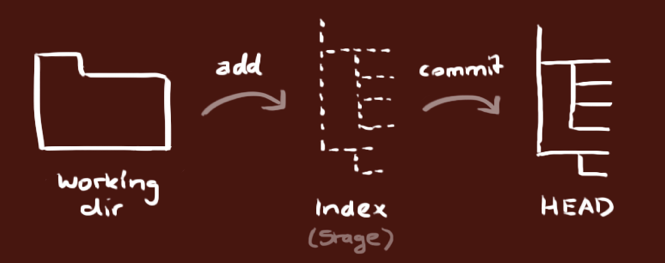 add
commit
working
dir
Index
(Stage)
HEAD